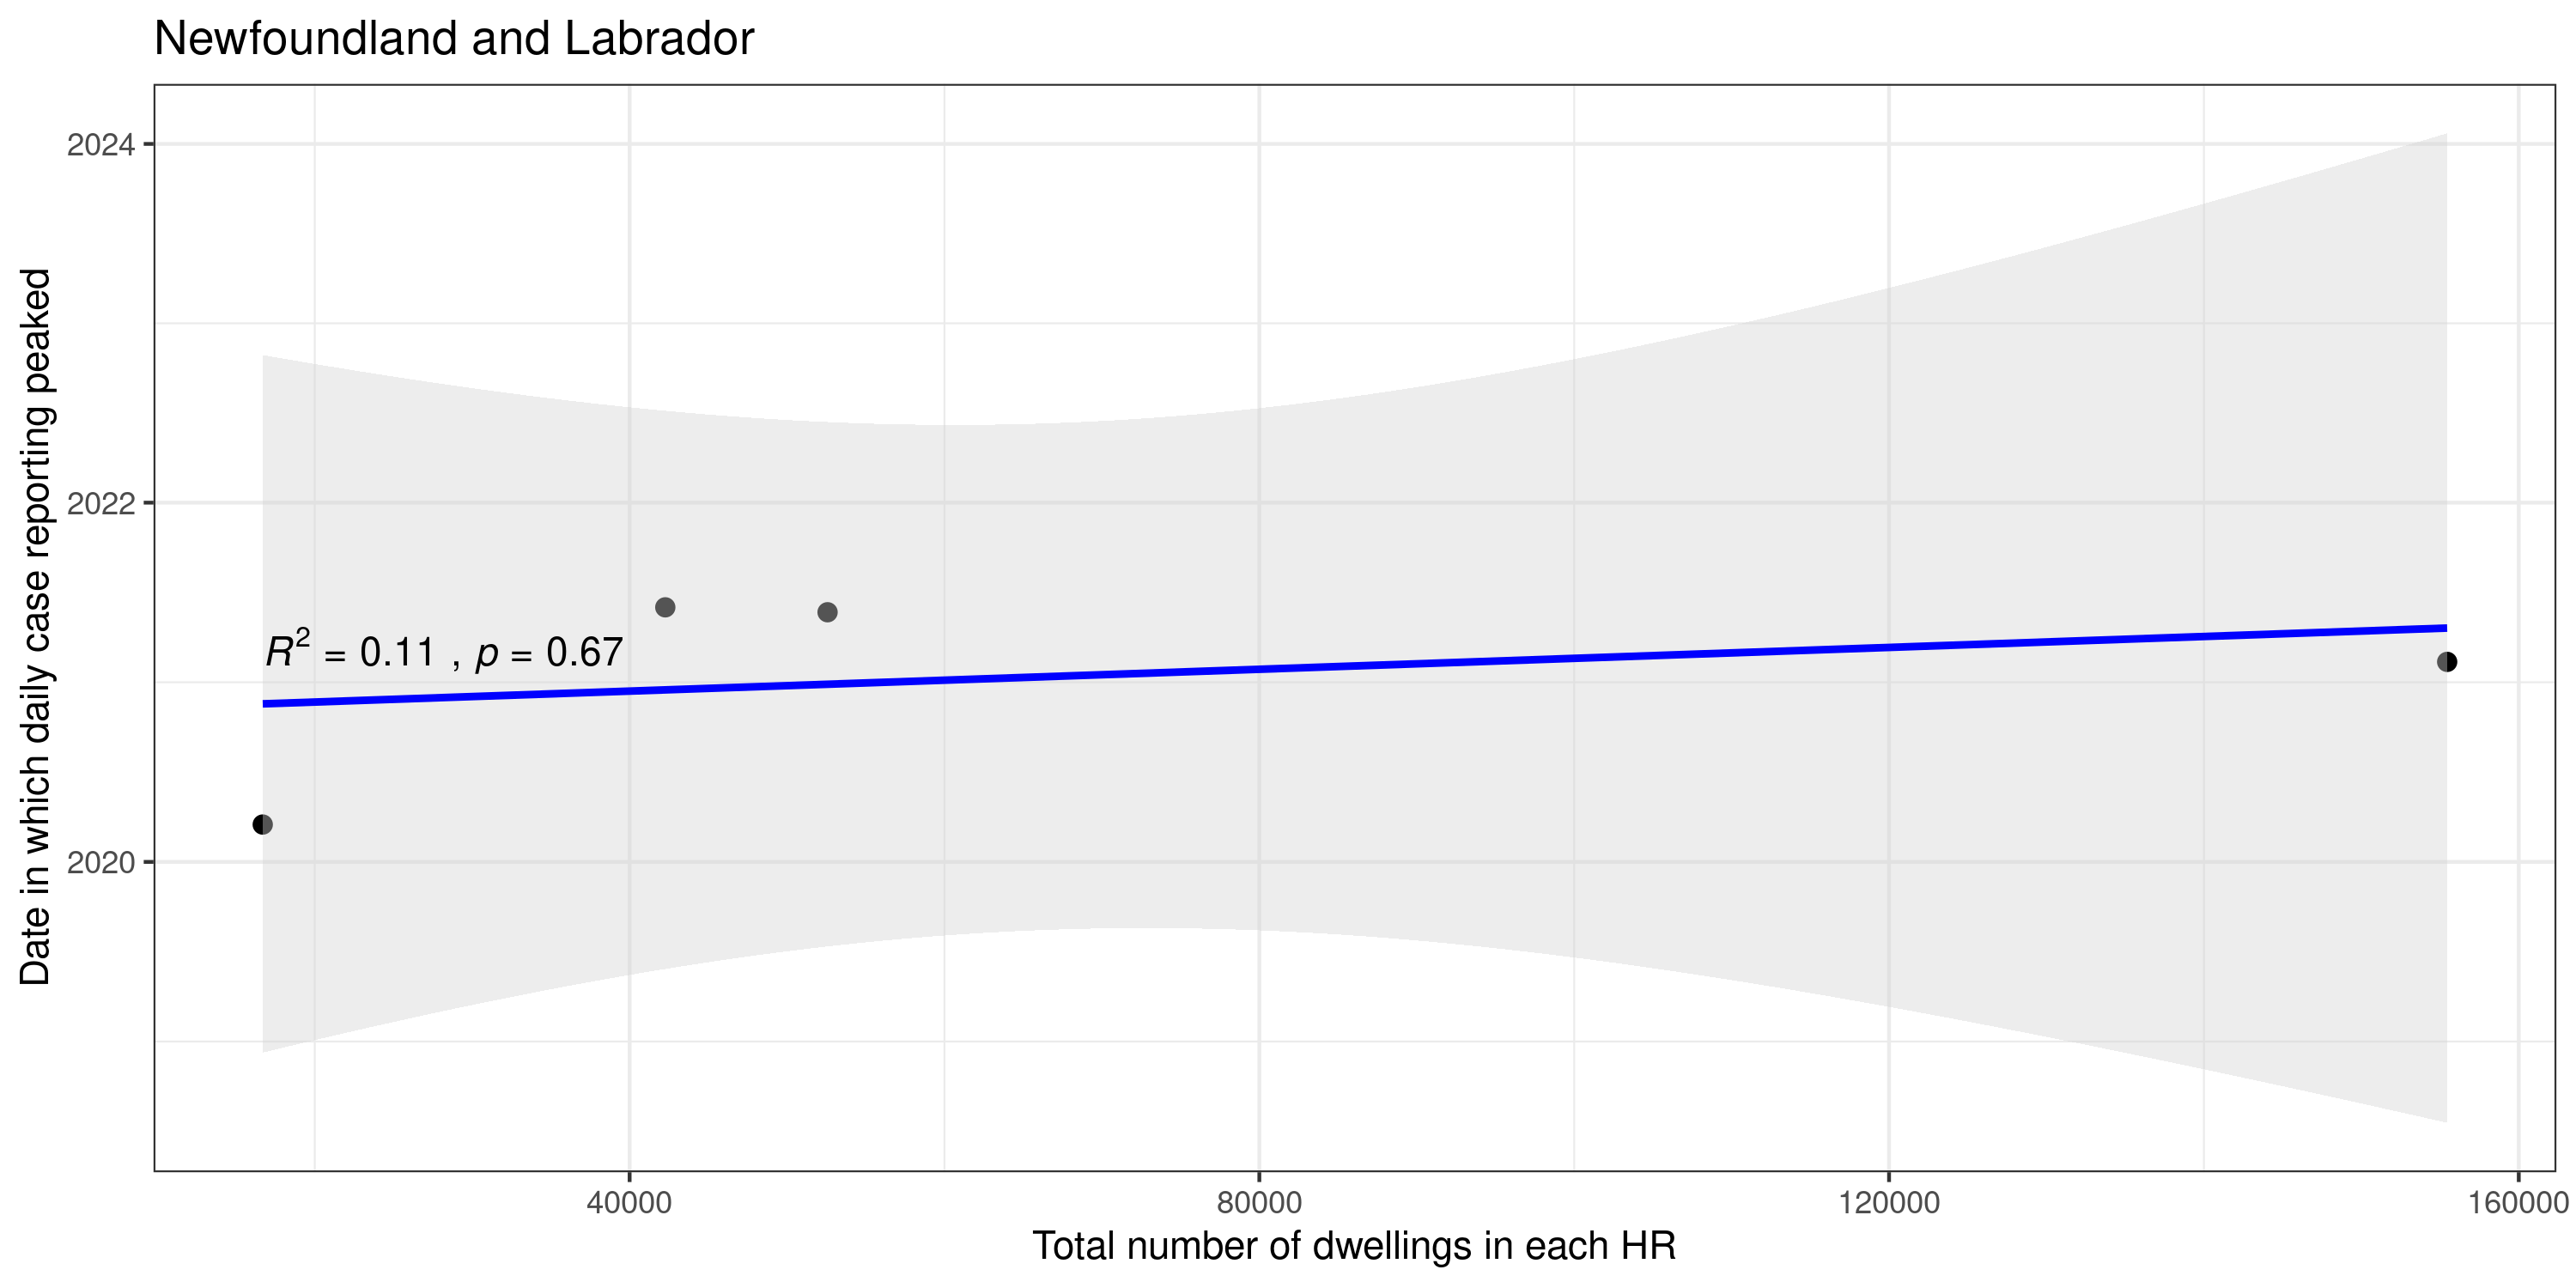 Newfoundland and Labrador
Date in which daily case reporting peaked
2024
2022
2020
R² = 0.11 , p = 0.67
40000
80000
120000
160000
Total number of dwellings in each HR